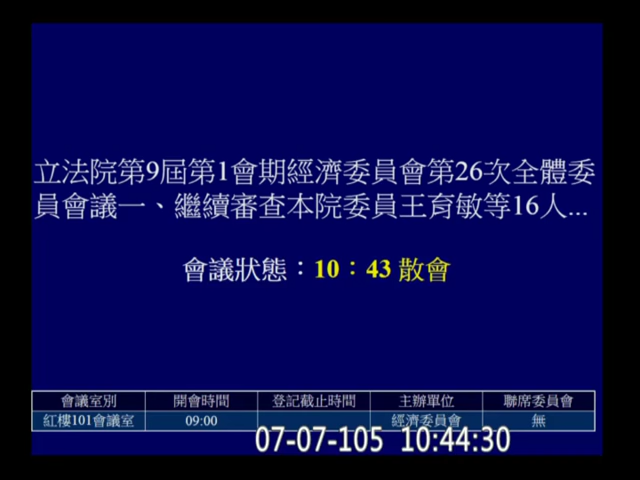 立法院第9屆第1會期經濟委員會第26次全體委
員會議一、繼續審查本院委員王育敏等16人...
會議狀態：10：43 散會
會議室別 開會時間 登記截止時間 主辦單位 聯席委員會
紅樓101會議室 09:00 經濟委員會 無
07-07-105 10:44:30